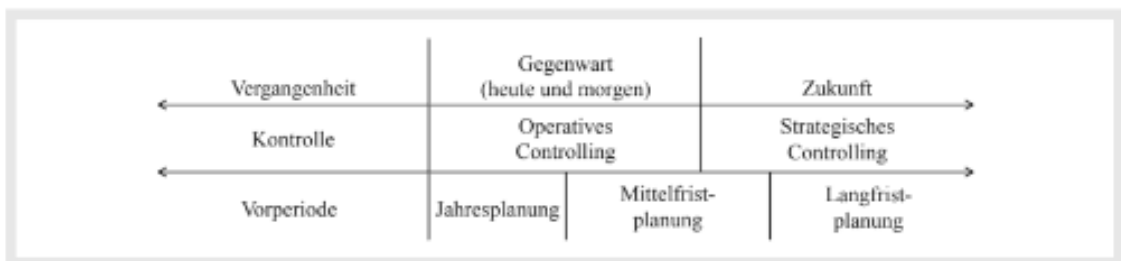 Vergangenheit
Gegenwart
(heute und morgen)
Zukunft
Kontrolle
Operatives
Controlling
Strategisches
Controlling
Vorperiode
Jahresplanung
Mittelfrist-
planung
Langfrist-
planung